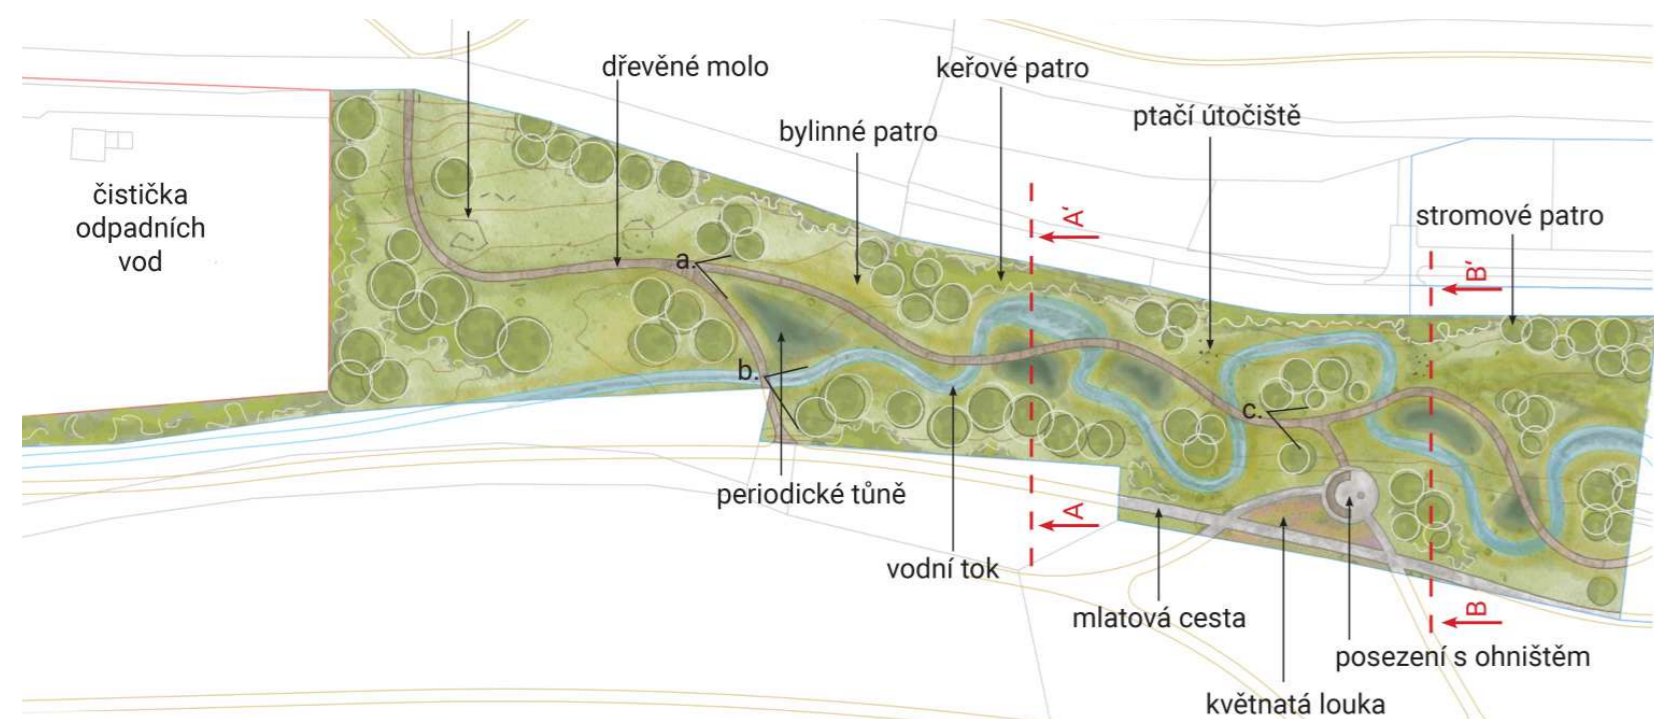 dřevěné molo
keřové patro
bylinné patro
ptačí útočiště
čistička
odpadních
vod
stromové patro
A'
B'
a.
b.
c.
periodické tůně
A
vodní tok
mlatová cesta
B
posezení s ohništěm
květnatá louka